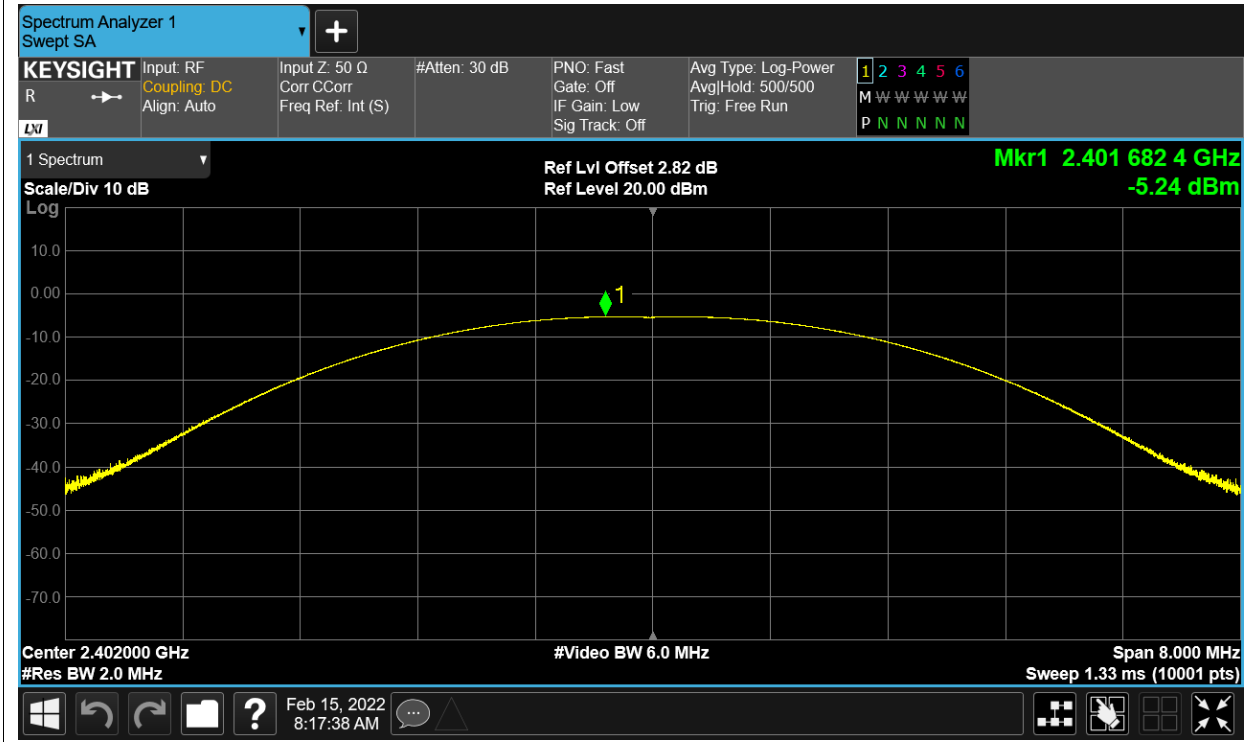 Spectrum Analyzer 1
Swept SA
KEYSIGHT
R
LXI
Input: RF
Coupling: DC
Align: Auto
Input Z: 50 Ω
Corr CCorr
Freq Ref: Int (S)
#Atten: 30 dB
PNO: Fast
Gate: Off
IF Gain: Low
Sig Track: Off
Avg Type: Log-Power
Avg|Hold: 500/500
Trig: Free Run
1 2 3 4 5 6
M W W W W W W
P N N N N N N
1 Spectrum
Scale/Div 10 dB
Log
Ref Lvl Offset 2.82 dB
Ref Level 20.00 dBm
Mkr1 2.401 682 4 GHz
-5.24 dBm
10.0
0.00
1
-10.0
-20.0
-30.0
-40.0
-50.0
-60.0
-70.0
Center 2.402000 GHz
#Video BW 6.0 MHz
Span 8.000 MHz
#Res BW 2.0 MHz
Sweep 1.33 ms (10001 pts)
?
Feb 15, 2022
8:17:38 AM